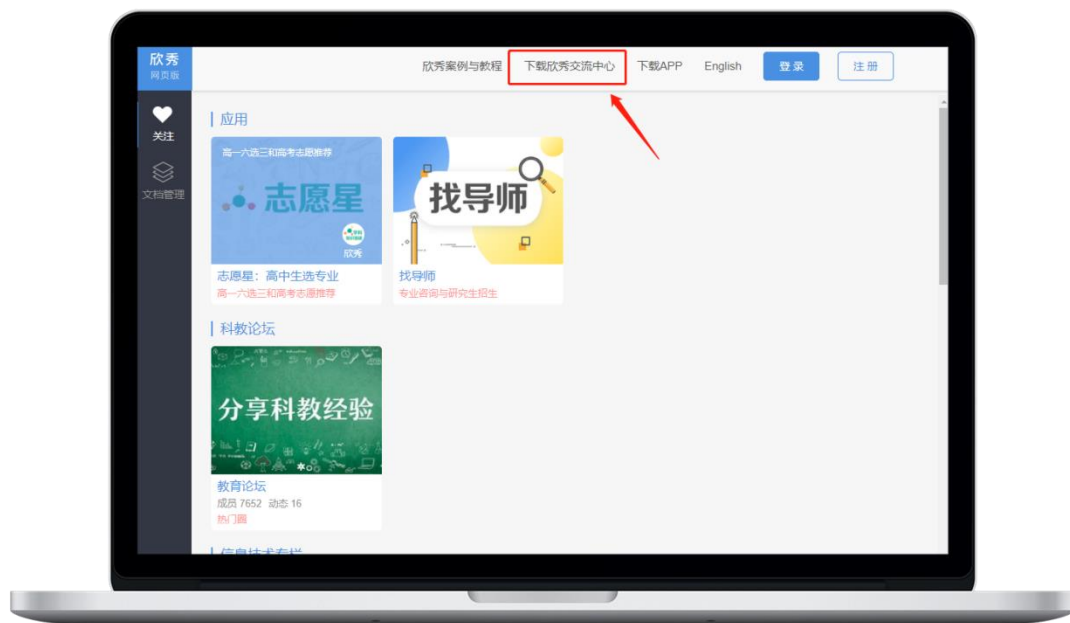 欣秀
网页版
欣秀案例与教程 下载欣秀交流中心 下载APP English 登录 注册
关注
文档管理
应用
高一六选三和高考志愿推荐
志愿星
欣秀
找导师
志愿星：高中生选专业
高一六选三和高考志愿推荐
找导师
专业咨询与研究生招生
科教论坛
分享科教经验
教育论坛
成员 7652 动态 16
热门圈
信息技术专栏